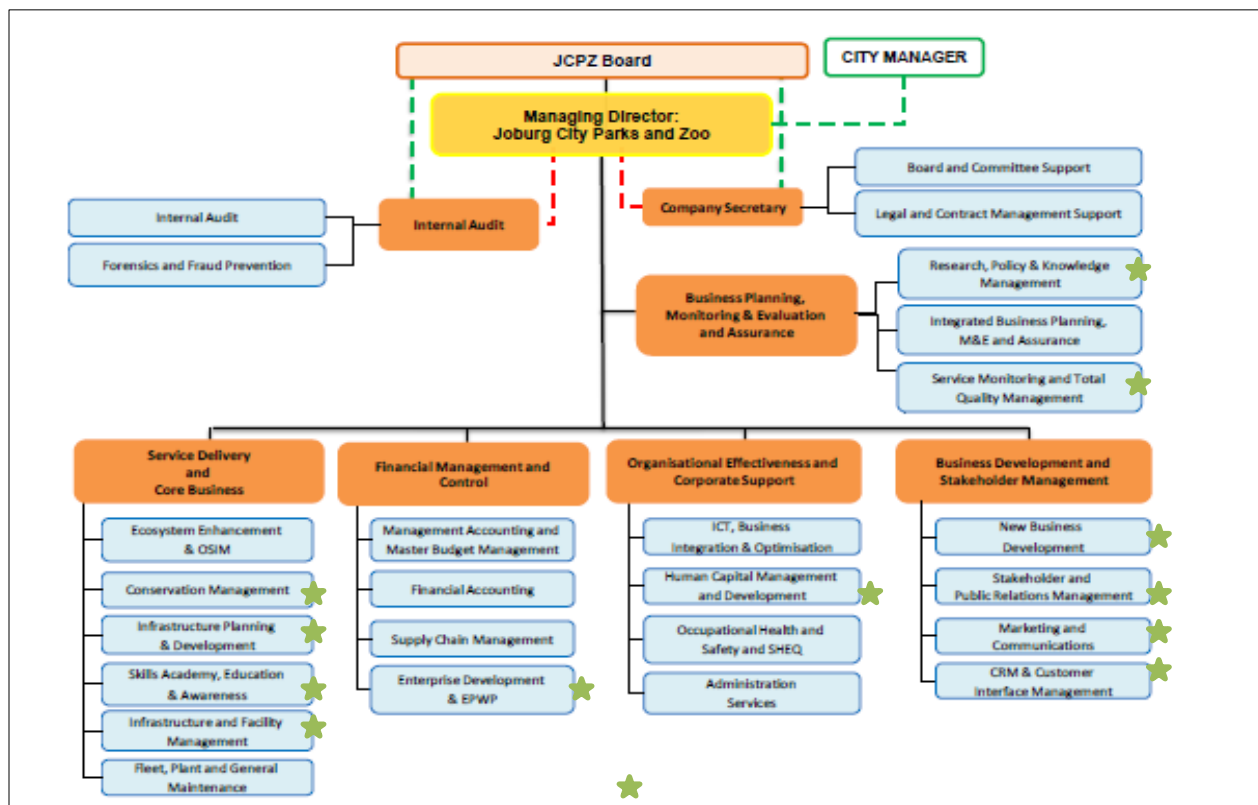 JCPZ Board
CITY MANAGER
Managing Director:
Joburg City Parks and Zoo
Board and Committee Support
Company Secretary
Legal and Contract Management Support
Internal Audit
Internal Audit
Forensics and Fraud Prevention
Research, Policy & Knowledge
Management
Business Planning,
Monitoring & Evaluation
and Assurance
Integrated Business Planning,
M&E and Assurance
Service Monitoring and Total
Quality Management
Service Delivery
and
Core Business
Ecosystem Enhancement
& OSIM
Conservation Management
Infrastructure Planning
& Development
Skills Academy, Education
& Awareness
Infrastructure and Facility
Management
Fleet, Plant and General
Maintenance
Financial Management and
Control
Management Accounting and
Master Budget Management
Financial Accounting
Supply Chain Management
Enterprise Development
& EPWP
Organisational Effectiveness and
Corporate Support
ICT, Business
Integration & Optimisation
Human Capital Management
and Development
Occupational Health and
Safety and SHEQ
Administration
Services
Business Development and
Stakeholder Management
New Business
Development
Stakeholder and
Public Relations Management
Marketing and
Communications
CRM & Customer
Interface Management